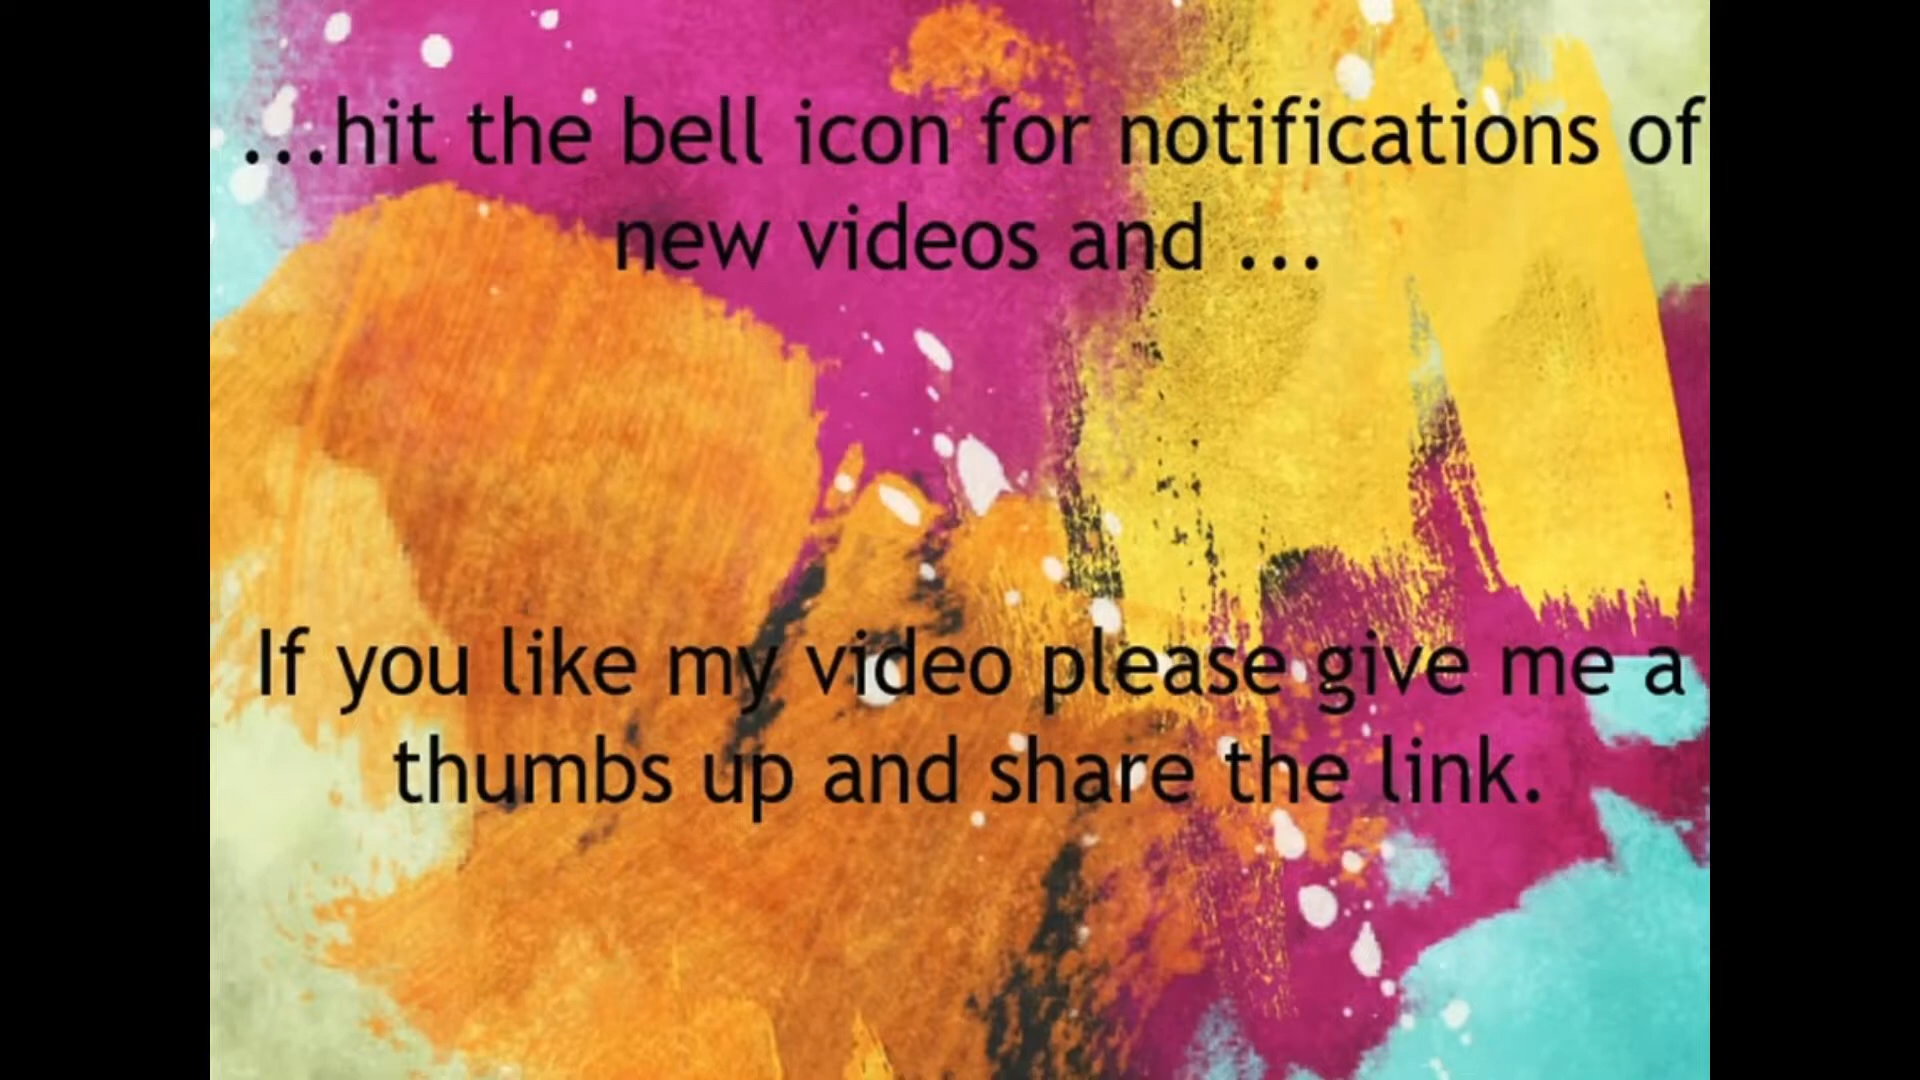 ...hit the bell icon for notifications of
new videos and ...
If you like my video please give me a
thumbs up and share the link.